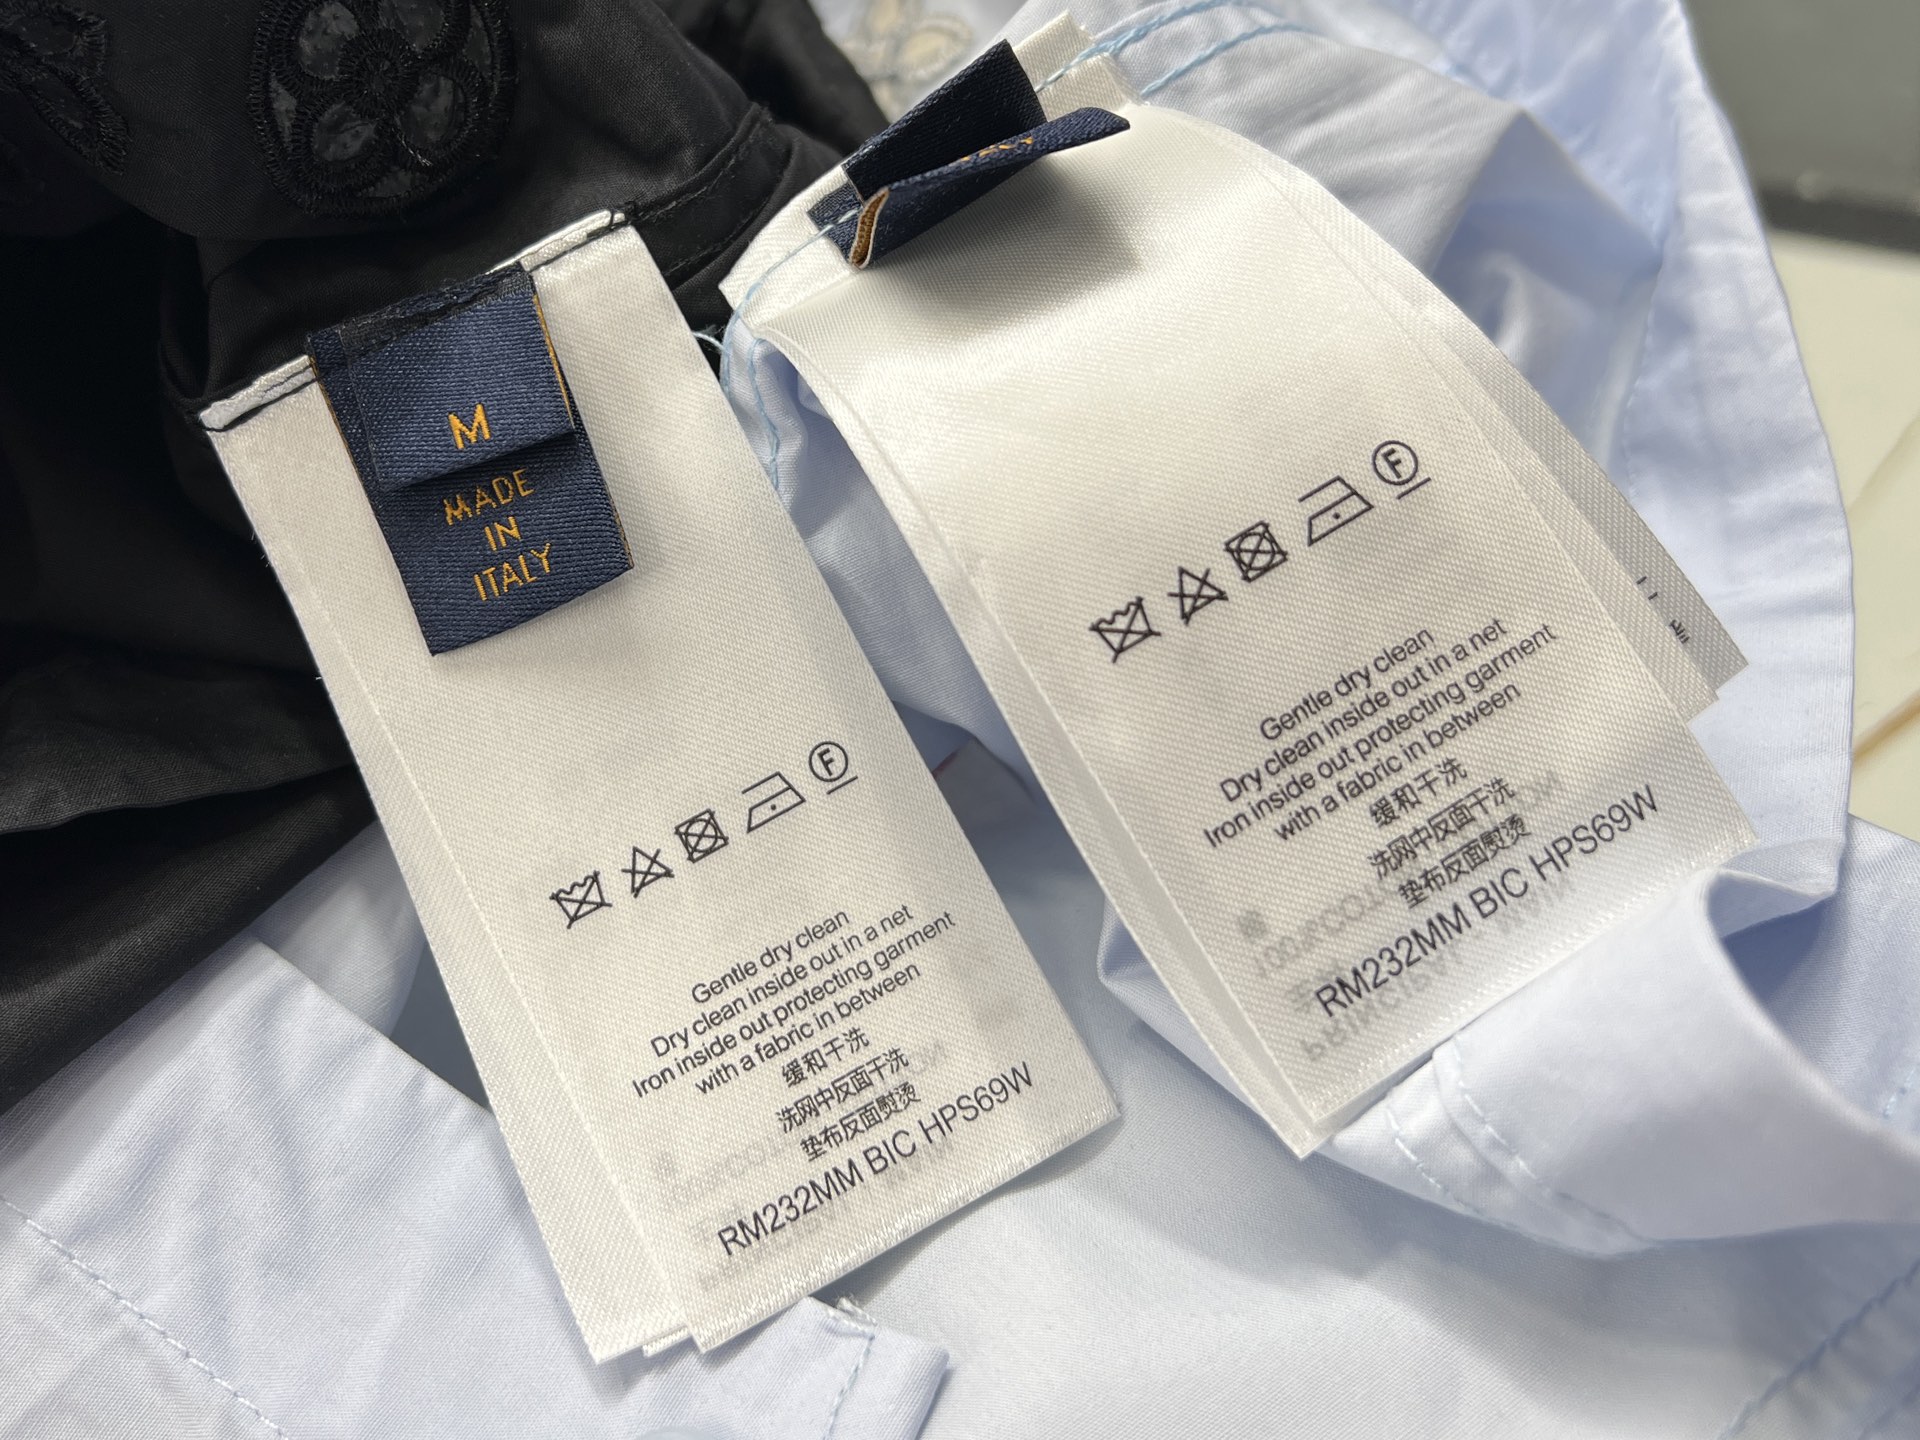 M
MADE
IN
ITALY
F
Gentle dry clean
Dry clean inside out in a net
Iron inside out protecting garment
with a fabric in between
缓和干洗
洗网中反面干洗
垫布反面熨烫
RM232MM BIC HPS69W
F
Gentle dry clean
Dry clean inside out in a net
Iron inside out protecting garment
with a fabric in between
缓和干洗
洗网中反面干洗
垫布反面熨烫
RM232MM BIC HPS69W